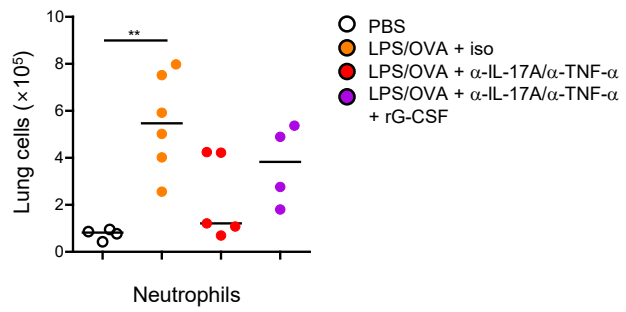 Lung cells (×10⁵)
10
8
6
4
2
0
**
Neutrophils
PBS
LPS/OVA + iso
LPS/OVA + α-IL-17A/α-TNF-α
LPS/OVA + α-IL-17A/α-TNF-α
+ rG-CSF